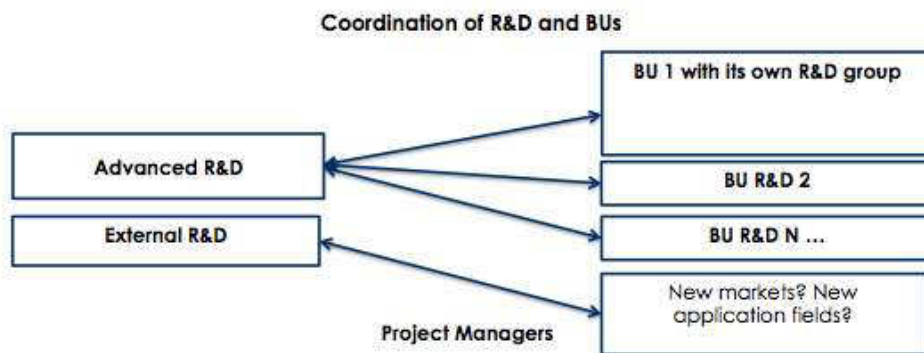 Coordination of R&D and BUs
BU 1 with its own R&D group
Advanced R&D
BU R&D 2
External R&D
BU R&D N ...
New markets? New
application fields?
Project Managers